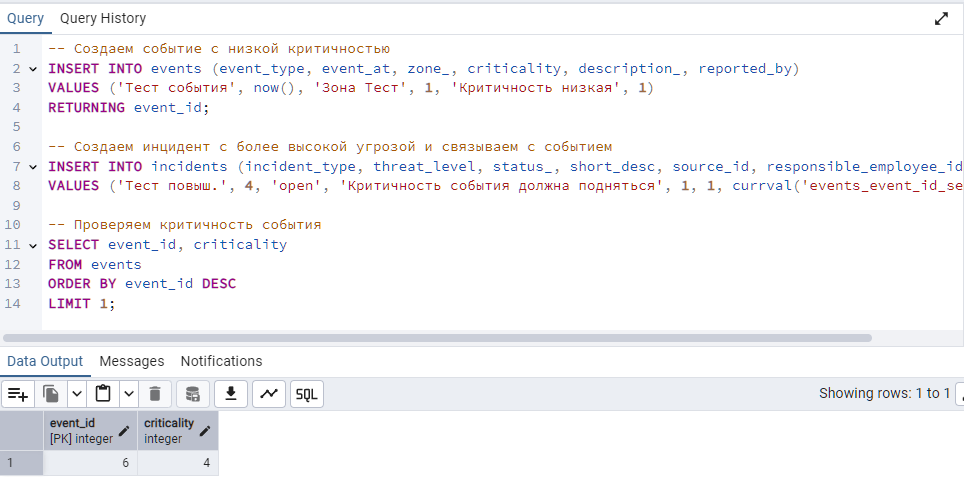 Query Query History
1 -- Создаем событие с низкой критичностью
2 INSERT INTO events (event_type, event_at, zone_, criticality, description_, reported_by)
3 VALUES ('Тест события', now(), 'Зона Тест', 1, 'Критичность низкая', 1)
4 RETURNING event_id;
5
6 -- Создаем инцидент с более высокой угрозой и связываем с событием
7 INSERT INTO incidents (incident_type, threat_level, status_, short_desc, source_id, responsible_employee_id
8 VALUES ('Тест повыш.', 4, 'open', 'Критичность события должна подняться', 1, 1, currval('events_event_id_se
9
10 -- Проверяем критичность события
11 SELECT event_id, criticality
12 FROM events
13 ORDER BY event_id DESC
14 LIMIT 1;
Data Output Messages Notifications
SQL Showing rows: 1 to 1
event_id criticality
[PK] integer integer
1 6 4